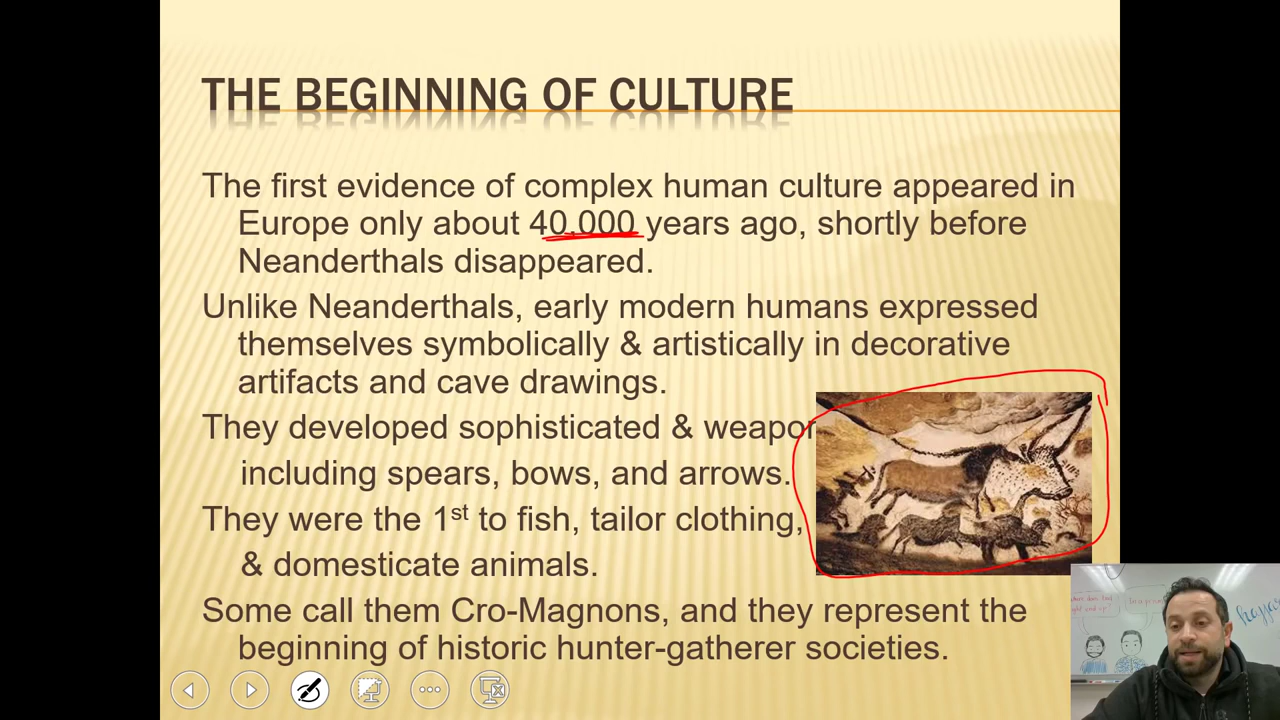 THE BEGINNING OF CULTURE
The first evidence of complex human culture appeared in
Europe only about 40,000 years ago, shortly before
Neanderthals disappeared.
Unlike Neanderthals, early modern humans expressed
themselves symbolically & artistically in decorative
artifacts and cave drawings.
They developed sophisticated & weapon
including spears, bows, and arrows.
They were the 1st to fish, tailor clothing,
& domesticate animals.
Some call them Cro-Magnons, and they represent the
beginning of historic hunter-gatherer societies.